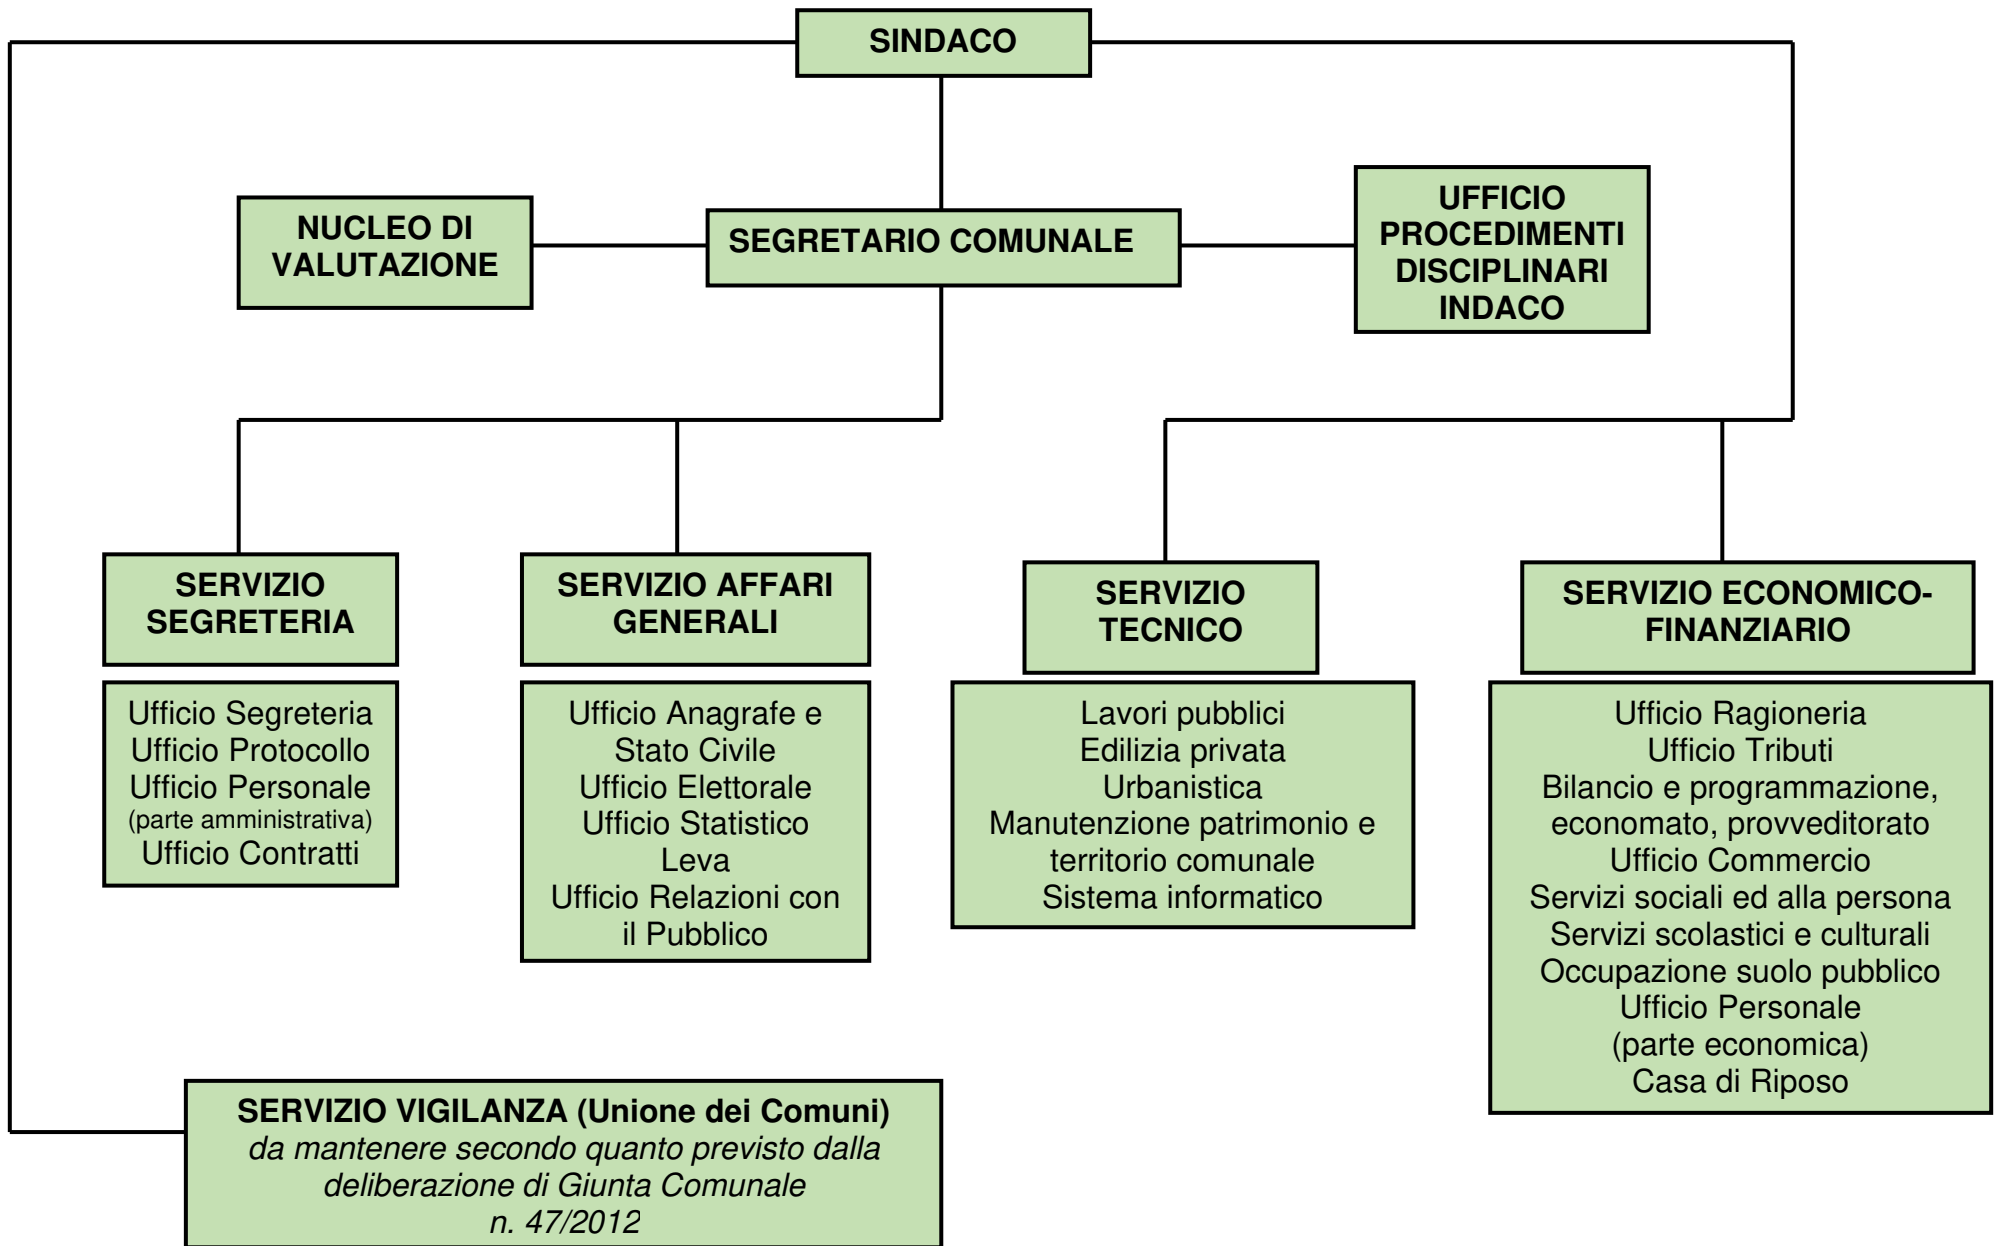 SINDACO
NUCLEO DI
VALUTAZIONE
SEGRETARIO COMUNALE
UFFICIO
PROCEDIMENTI
DISCIPLINARI
INDACO
SERVIZIO
SEGRETERIA
Ufficio Segreteria
Ufficio Protocollo
Ufficio Personale
(parte amministrativa)
Ufficio Contratti
SERVIZIO AFFARI
GENERALI
Ufficio Anagrafe e
Stato Civile
Ufficio Elettorale
Ufficio Statistico
Leva
Ufficio Relazioni con
il Pubblico
SERVIZIO
TECNICO
Lavori pubblici
Edilizia privata
Urbanistica
Manutenzione patrimonio e
territorio comunale
Sistema informatico
SERVIZIO ECONOMICO-
FINANZIARIO
Ufficio Ragioneria
Ufficio Tributi
Bilancio e programmazione,
economato, provveditorato
Ufficio Commercio
Servizi sociali ed alla persona
Servizi scolastici e culturali
Occupazione suolo pubblico
Ufficio Personale
(parte economica)
Casa di Riposo
SERVIZIO VIGILANZA (Unione dei Comuni)
da mantenere secondo quanto previsto dalla
deliberazione di Giunta Comunale
n. 47/2012